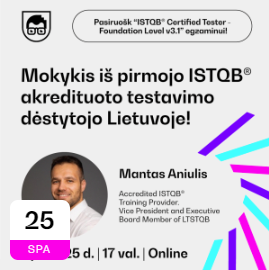 Pasiruošk "ISTQB® Certified Tester -
Foundation Level v3.1" egzaminui!
Mokykis iš pirmojo ISTQB®
akredituoto testavimo
dėstytojo Lietuvoje!
Mantas Aniulis
Accredited ISTQB®
Training Provider.
Vice President and Executive
Board Member of LTSTQB
25
SPA
25 d. | 17 val. | Online